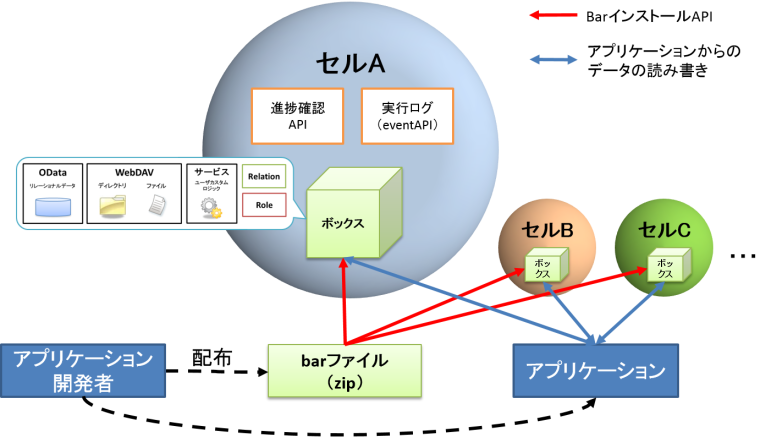 BarインストールAPI
アプリケーションからの
データの読み書き
セルA
進捗確認
API
実行ログ
（eventAPI）
OData
リレーショナルデータ
WebDAV
ディレクトリ
ファイル
サービス
ユーザカスタム
ロジック
Relation
Role
ボックス
セルB
ボッ
クス
セルC
ボッ
クス
…
アプリケーション
開発者
配布
barファイル
（zip）
アプリケーション